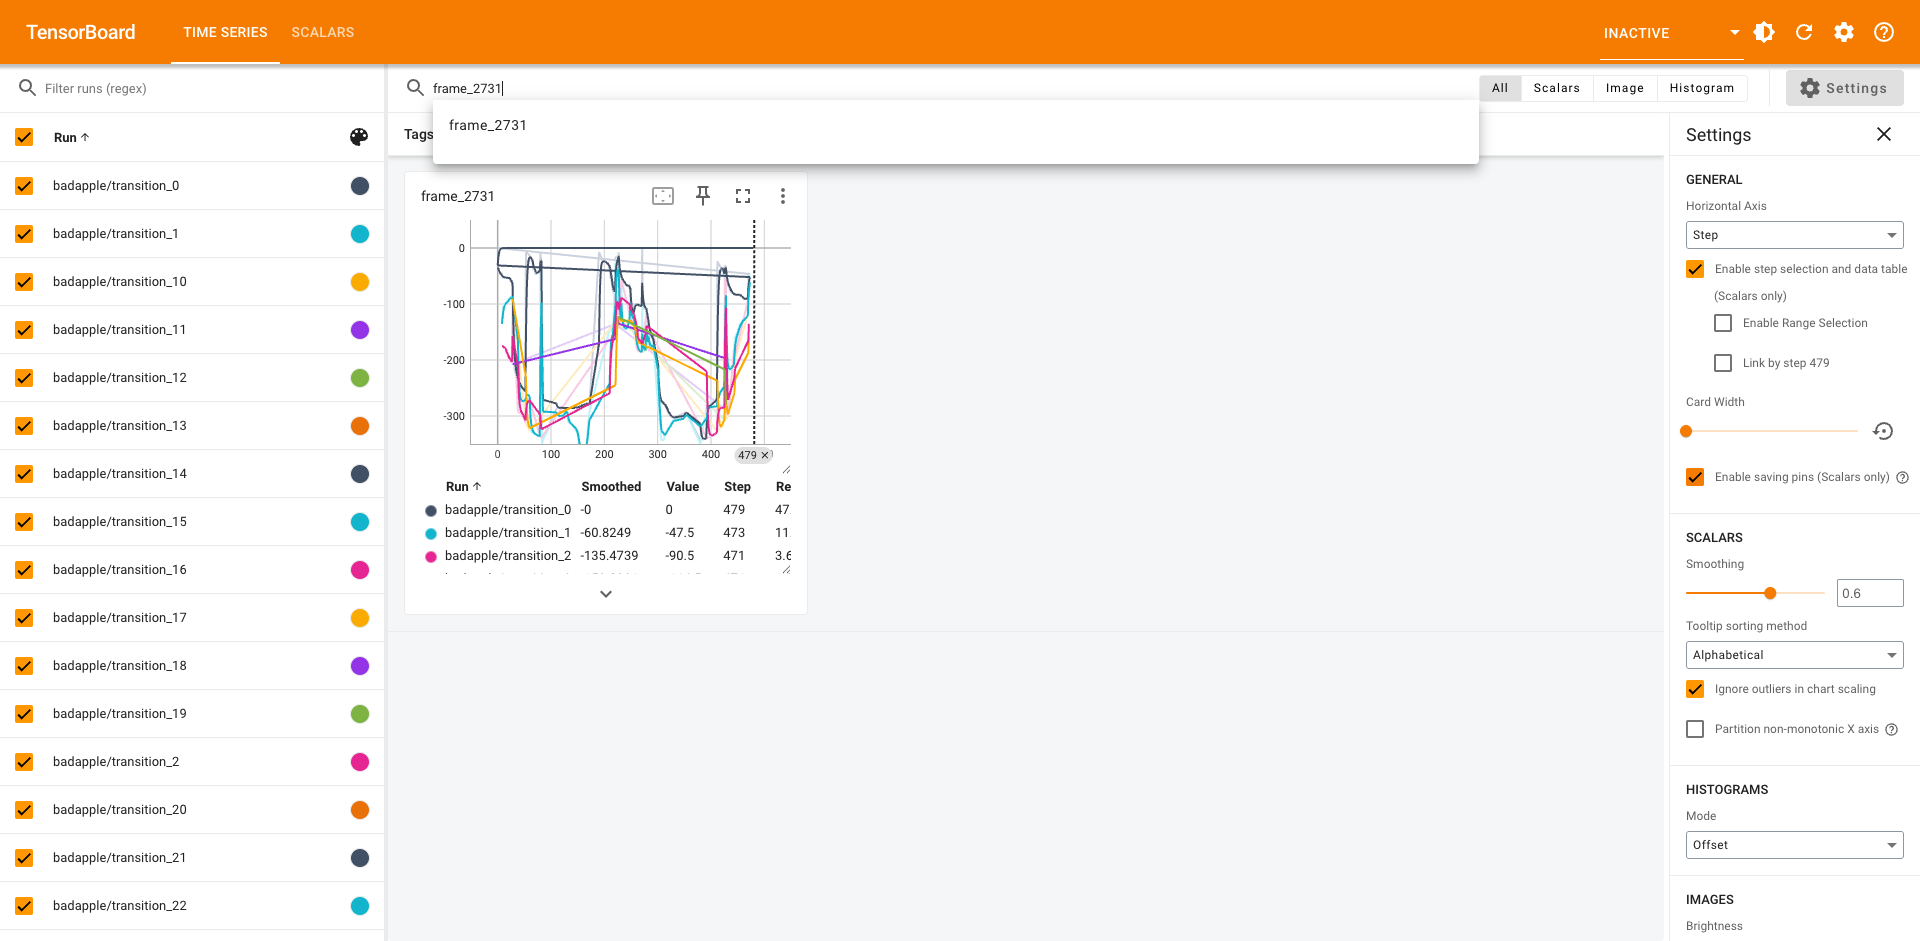 TensorBoard
TIME SERIES
SCALARS
INACTIVE
Filter runs (regex)
Run
badapple/transition_0
badapple/transition_1
badapple/transition_10
badapple/transition_11
badapple/transition_12
badapple/transition_13
badapple/transition_14
badapple/transition_15
badapple/transition_16
badapple/transition_17
badapple/transition_18
badapple/transition_19
badapple/transition_2
badapple/transition_20
badapple/transition_21
badapple/transition_22
frame_2731
frame_2731
All
Scalars
Image
Histogram
Settings
Tags
frame_2731
0
-100
-200
-300
0 100 200 300 400
479
Run Smoothed Value Step Re
badapple/transition_0 -0 0 479 47
badapple/transition_1 -60.8249 -47.5 473 11
badapple/transition_2 -135.4739 -90.5 471 3.6
Settings
GENERAL
Horizontal Axis
Step
Enable step selection and data table
(Scalars only)
Enable Range Selection
Link by step 479
Card Width
Enable saving pins (Scalars only)
SCALARS
Smoothing
0.6
Tooltip sorting method
Alphabetical
Ignore outliers in chart scaling
Partition non-monotonic X axis
HISTOGRAMS
Mode
Offset
IMAGES
Brightness